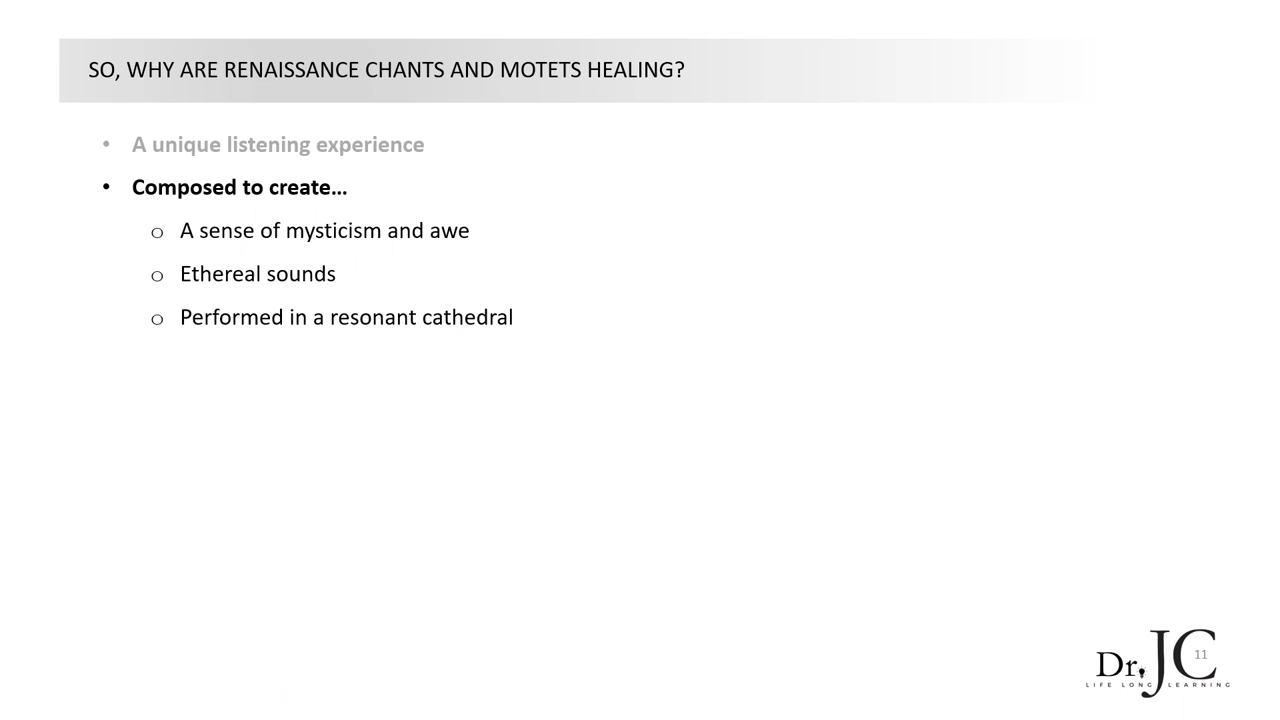 SO, WHY ARE RENAISSANCE CHANTS AND MOTETS HEALING?
• A unique listening experience
• Composed to create…
o A sense of mysticism and awe
o Ethereal sounds
o Performed in a resonant cathedral
Dr. JC
11
LIFE LONG LEARNING